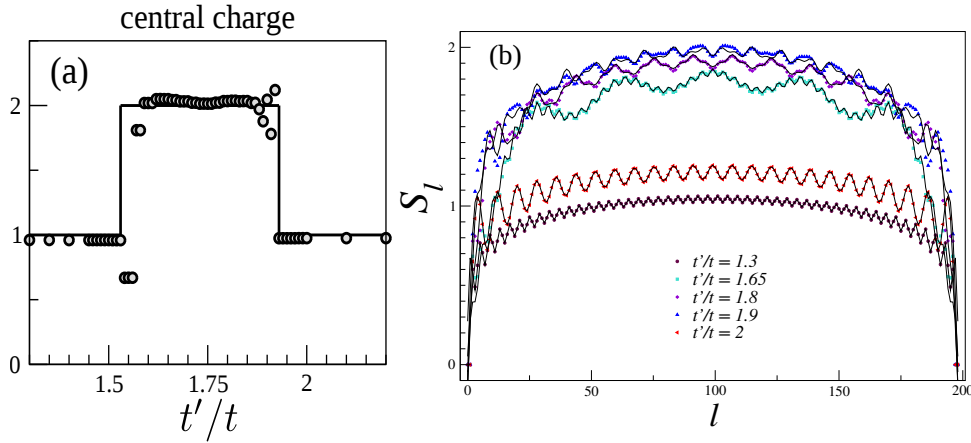 central charge
(a)
2
1
0
1.5
1.75
2
t'/t
(b)
2
1
0
S_l
t'/t = 1.3
t'/t = 1.65
t'/t = 1.8
t'/t = 1.9
t'/t = 2
0
50
100
150
200
l